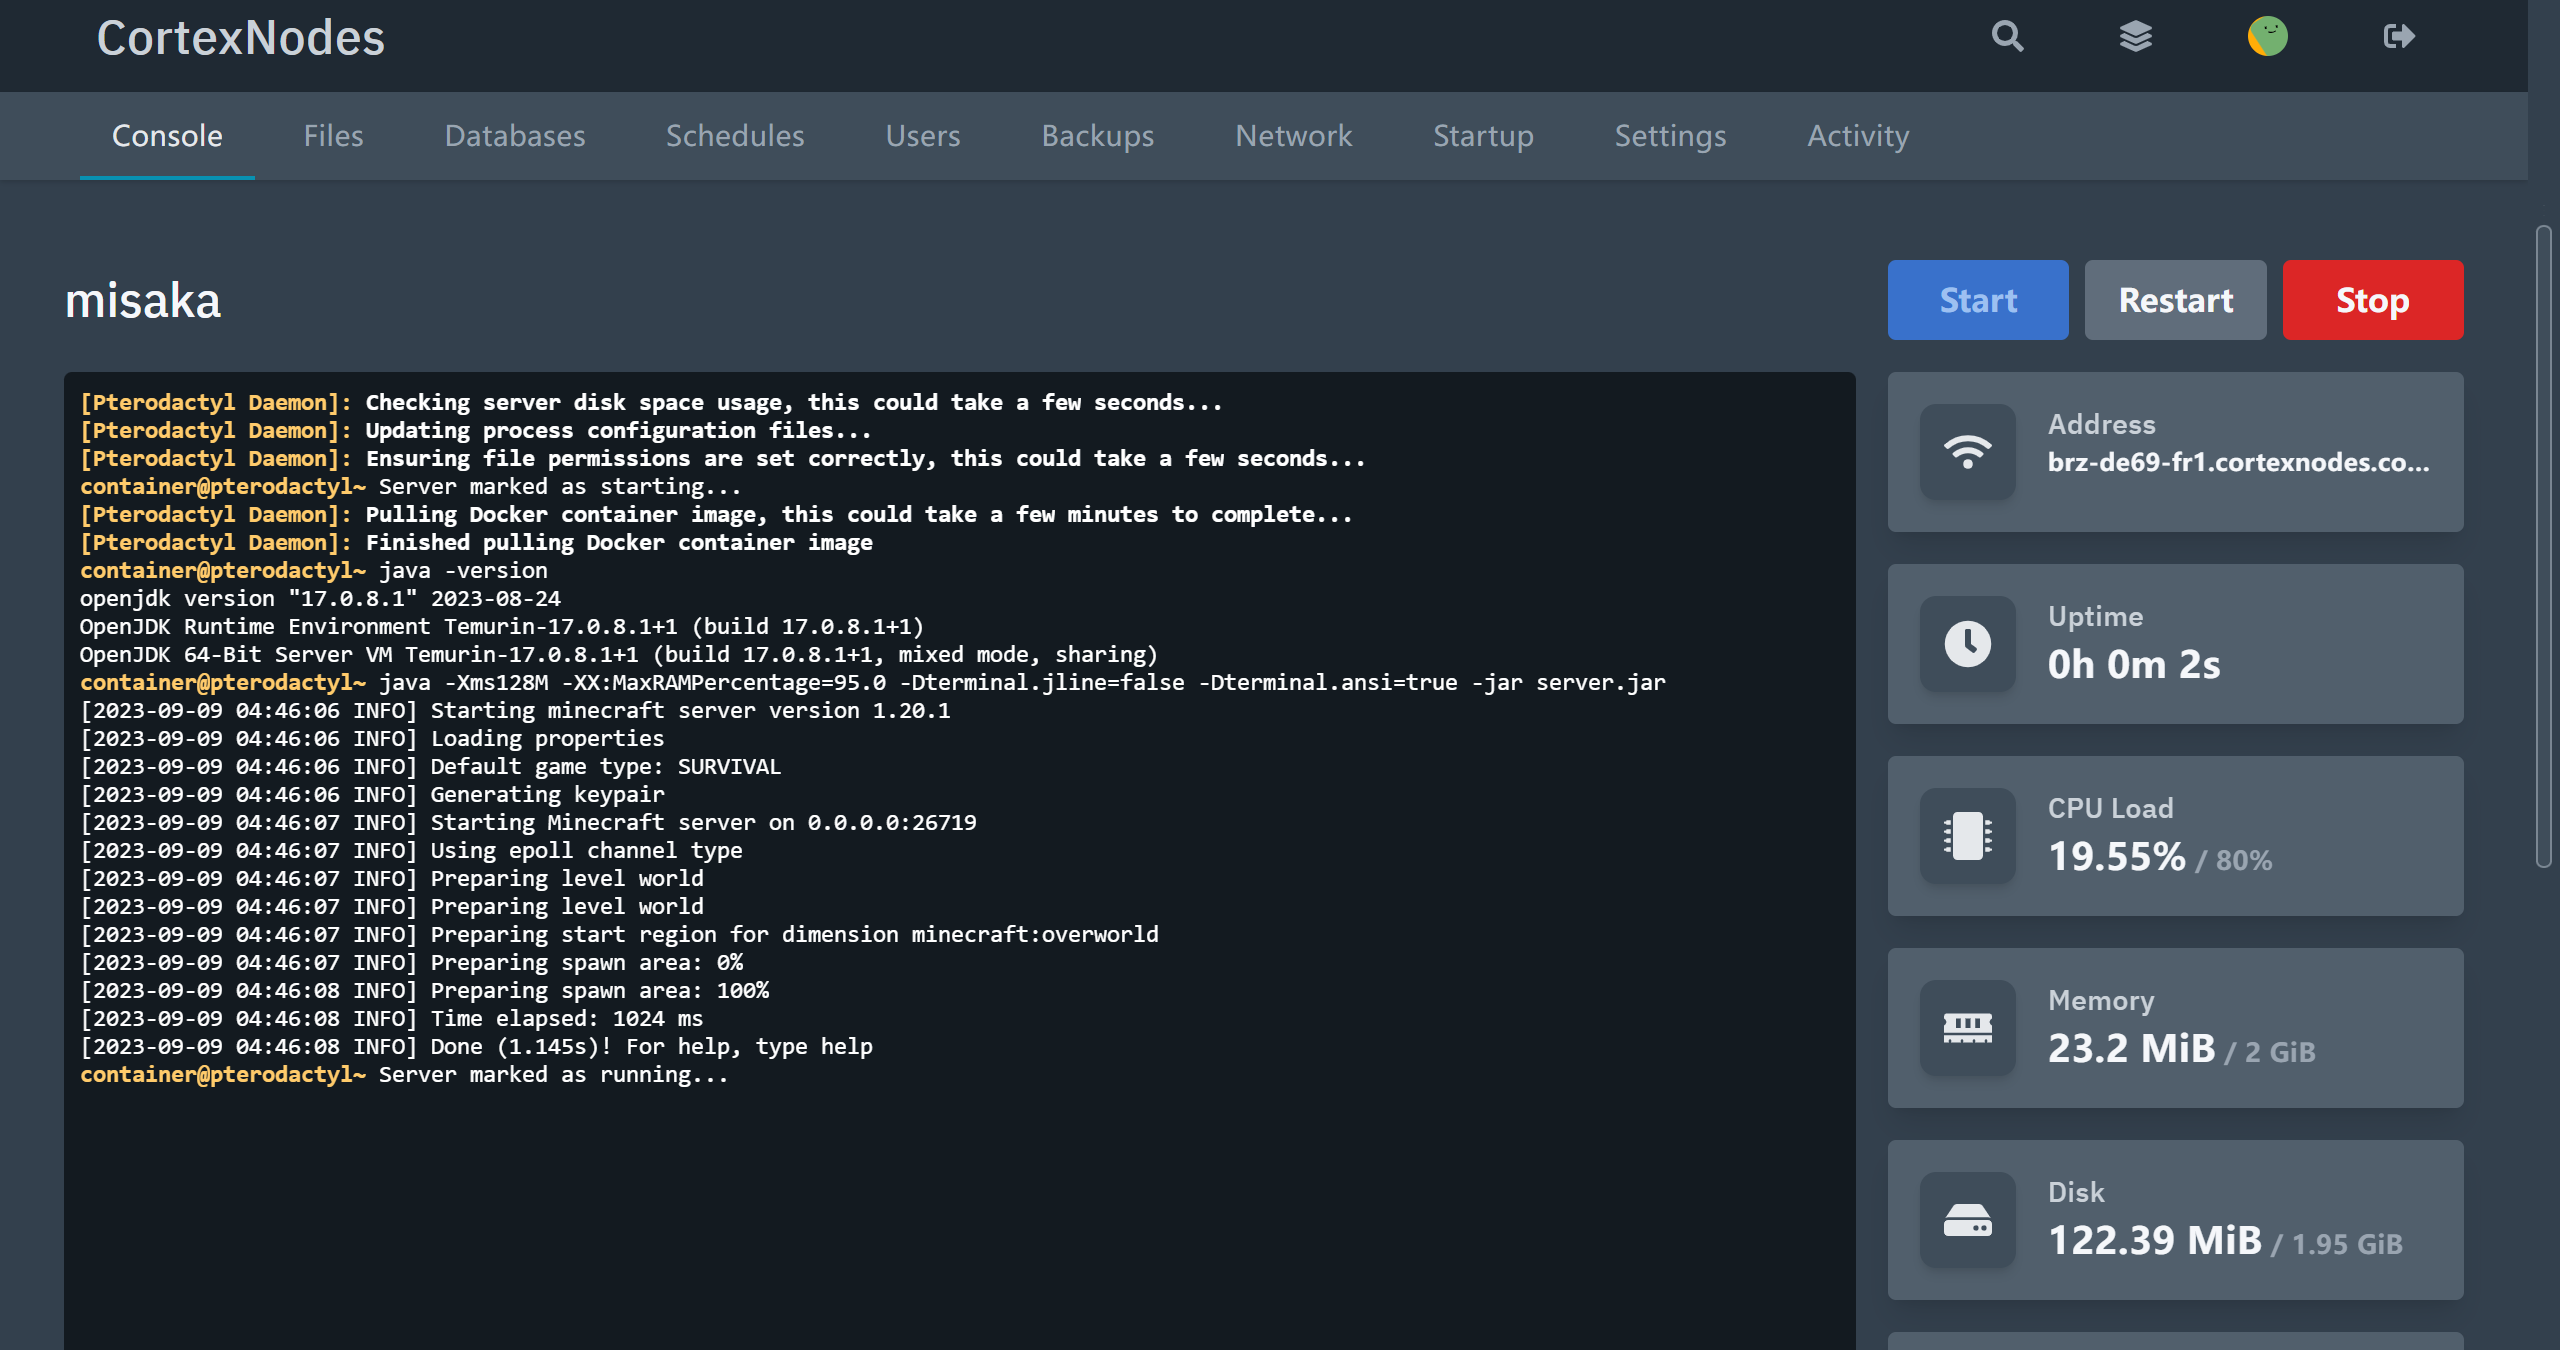 CortexNodes
Console Files Databases Schedules Users Backups Network Startup Settings Activity
misaka
Start Restart Stop
[Pterodactyl Daemon]: Checking server disk space usage, this could take a few seconds...
[Pterodactyl Daemon]: Updating process configuration files...
[Pterodactyl Daemon]: Ensuring file permissions are set correctly, this could take a few seconds...
container@pterodactyl~ Server marked as starting...
[Pterodactyl Daemon]: Pulling Docker container image, this could take a few minutes to complete...
[Pterodactyl Daemon]: Finished pulling Docker container image
container@pterodactyl~ java -version
openjdk version "17.0.8.1" 2023-08-24
OpenJDK Runtime Environment Temurin-17.0.8.1+1 (build 17.0.8.1+1)
OpenJDK 64-Bit Server VM Temurin-17.0.8.1+1 (build 17.0.8.1+1, mixed mode, sharing)
container@pterodactyl~ java -Xms128M -XX:MaxRAMPercentage=95.0 -Dterminal.jline=false -Dterminal.ansi=true -jar server.jar
[2023-09-09 04:46:06 INFO] Starting minecraft server version 1.20.1
[2023-09-09 04:46:06 INFO] Loading properties
[2023-09-09 04:46:06 INFO] Default game type: SURVIVAL
[2023-09-09 04:46:06 INFO] Generating keypair
[2023-09-09 04:46:07 INFO] Starting Minecraft server on 0.0.0.0:26719
[2023-09-09 04:46:07 INFO] Using epoll channel type
[2023-09-09 04:46:07 INFO] Preparing level world
[2023-09-09 04:46:07 INFO] Preparing level world
[2023-09-09 04:46:07 INFO] Preparing start region for dimension minecraft:overworld
[2023-09-09 04:46:07 INFO] Preparing spawn area: 0%
[2023-09-09 04:46:08 INFO] Preparing spawn area: 100%
[2023-09-09 04:46:08 INFO] Time elapsed: 1024 ms
[2023-09-09 04:46:08 INFO] Done (1.145s)! For help, type help
container@pterodactyl~ Server marked as running...
Address
brz-de69-fr1.cortexnodes.co...
Uptime
0h 0m 2s
CPU Load
19.55% / 80%
Memory
23.2 MiB / 2 GiB
Disk
122.39 MiB / 1.95 GiB